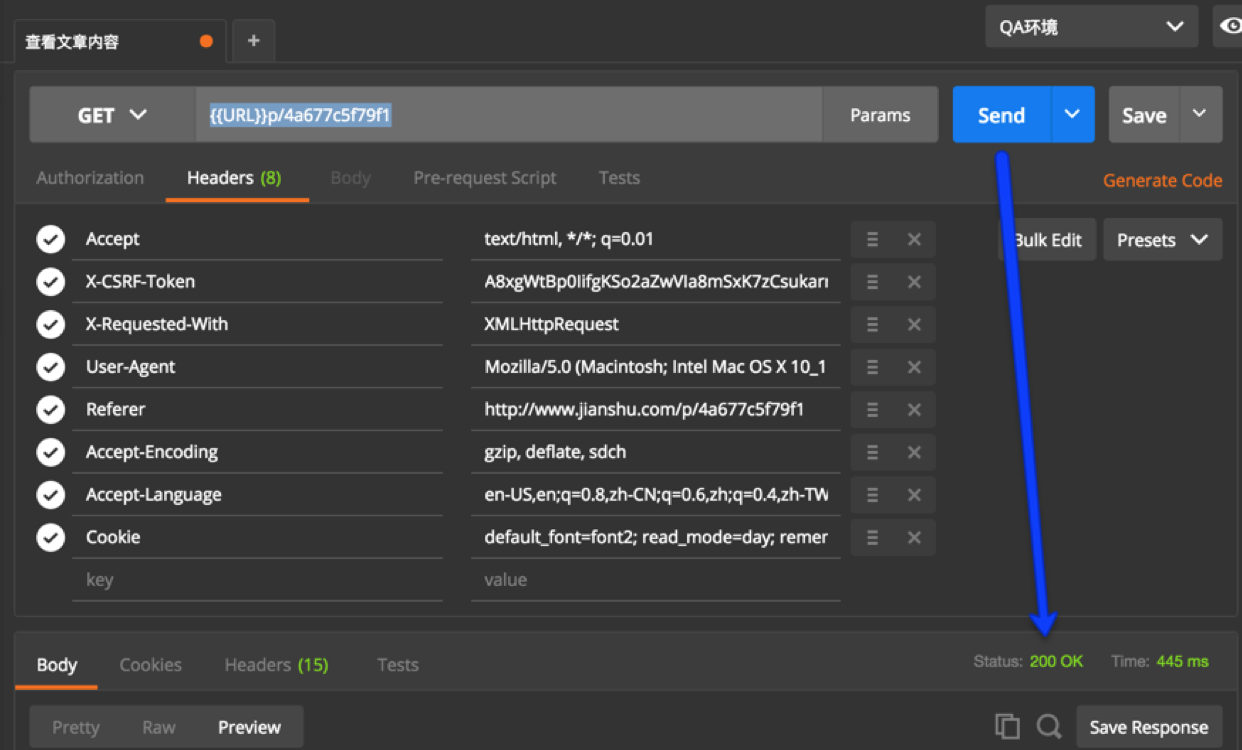 查看文章内容
+
QA环境
GET
{{URL}}p/4a677c5f79f1
Params
Send
Save
Authorization
Headers (8)
Body
Pre-request Script
Tests
Generate Code
Accept
text/html, */*; q=0.01
Bulk Edit
Presets
X-CSRF-Token
A8xgWtBp0IifgKSo2aZwVIa8mSxK7zCsukarr
X-Requested-With
XMLHttpRequest
User-Agent
Mozilla/5.0 (Macintosh; Intel Mac OS X 10_1
Referer
http://www.jianshu.com/p/4a677c5f79f1
Accept-Encoding
gzip, deflate, sdch
Accept-Language
en-US,en;q=0.8,zh-CN;q=0.6,zh;q=0.4,zh-TW
Cookie
default_font=font2; read_mode=day; remer
key
value
Body
Cookies
Headers (15)
Tests
Status: 200 OK
Time: 445 ms
Pretty
Raw
Preview
Save Response